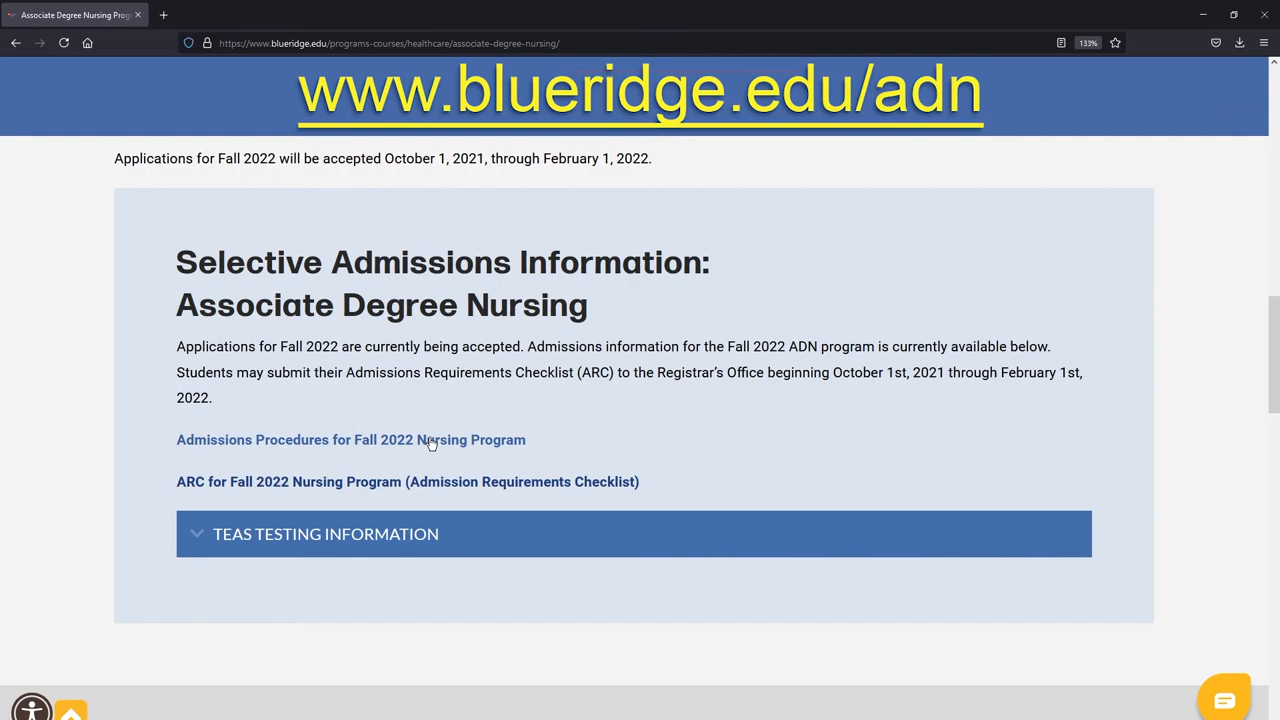 Associate Degree Nursing Prog
https://www.blueridge.edu/programs-courses/healthcare/associate-degree-nursing/
133%
www.blueridge.edu/adn
Applications for Fall 2022 will be accepted October 1, 2021, through February 1, 2022.
Selective Admissions Information:
Associate Degree Nursing
Applications for Fall 2022 are currently being accepted. Admissions information for the Fall 2022 ADN program is currently available below.
Students may submit their Admissions Requirements Checklist (ARC) to the Registrar's Office beginning October 1st, 2021 through February 1st,
2022.
Admissions Procedures for Fall 2022 Nursing Program
ARC for Fall 2022 Nursing Program (Admission Requirements Checklist)
TEAS TESTING INFORMATION